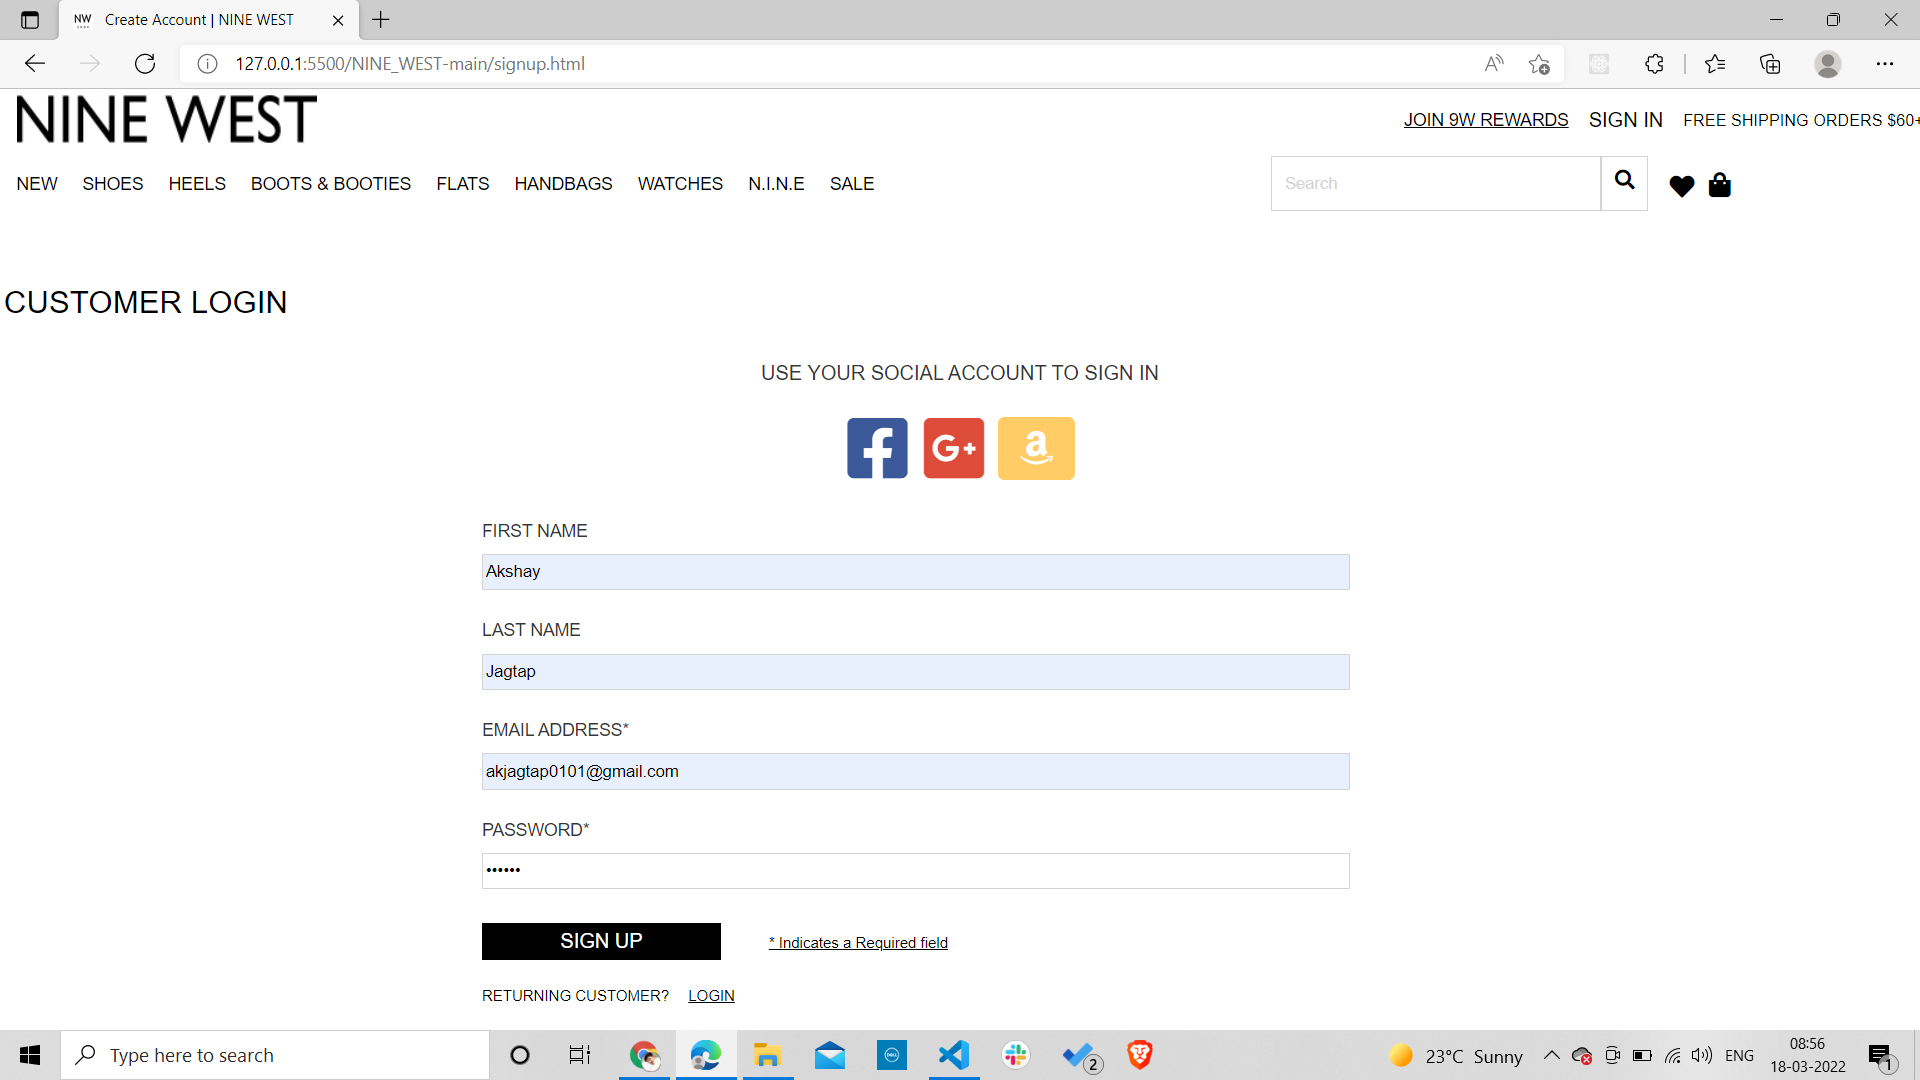 NW
Create Account | NINE WEST
127.0.0.1:5500/NINE_WEST-main/signup.html
NINE WEST
JOIN 9W REWARDS SIGN IN FREE SHIPPING ORDERS $60+
NEW SHOES HEELS BOOTS & BOOTIES FLATS HANDBAGS WATCHES N.I.N.E SALE
Search
CUSTOMER LOGIN
USE YOUR SOCIAL ACCOUNT TO SIGN IN
FIRST NAME
Akshay
LAST NAME
Jagtap
EMAIL ADDRESS*
akjagtap0101@gmail.com
PASSWORD*
••••••
SIGN UP * Indicates a Required field
RETURNING CUSTOMER? LOGIN
Type here to search
DELL
2
23°C Sunny
ENG
08:56
18-03-2022
1